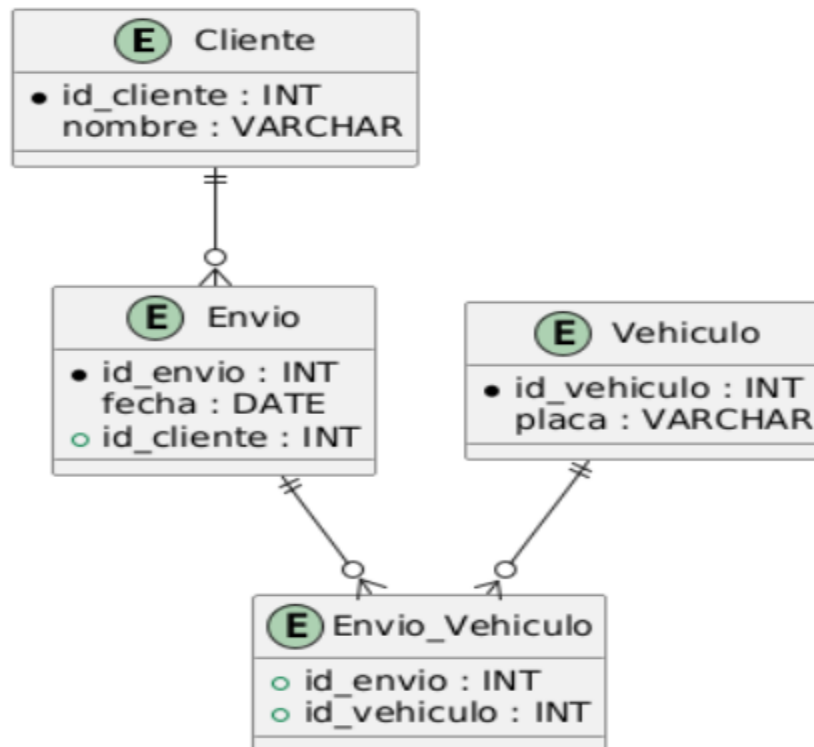 E Cliente
id_cliente : INT
nombre : VARCHAR
E Envio
id_envio : INT
fecha : DATE
id_cliente : INT
E Vehiculo
id_vehiculo : INT
placa : VARCHAR
E Envio_Vehiculo
id_envio : INT
id_vehiculo : INT